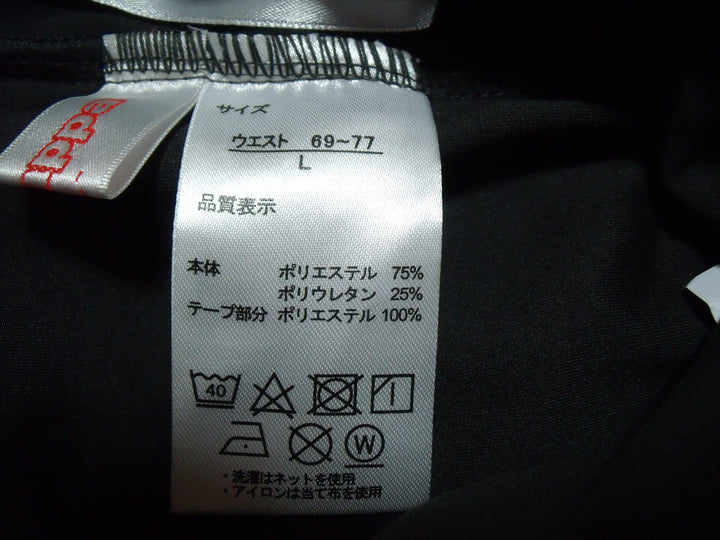 サイズ
ウエスト 69~77
L
品質表示
本体 ポリエステル 75%
ポリウレタン 25%
テープ部分 ポリエステル 100%
40
W
・洗濯はネットを使用
・アイロンは当て布を使用